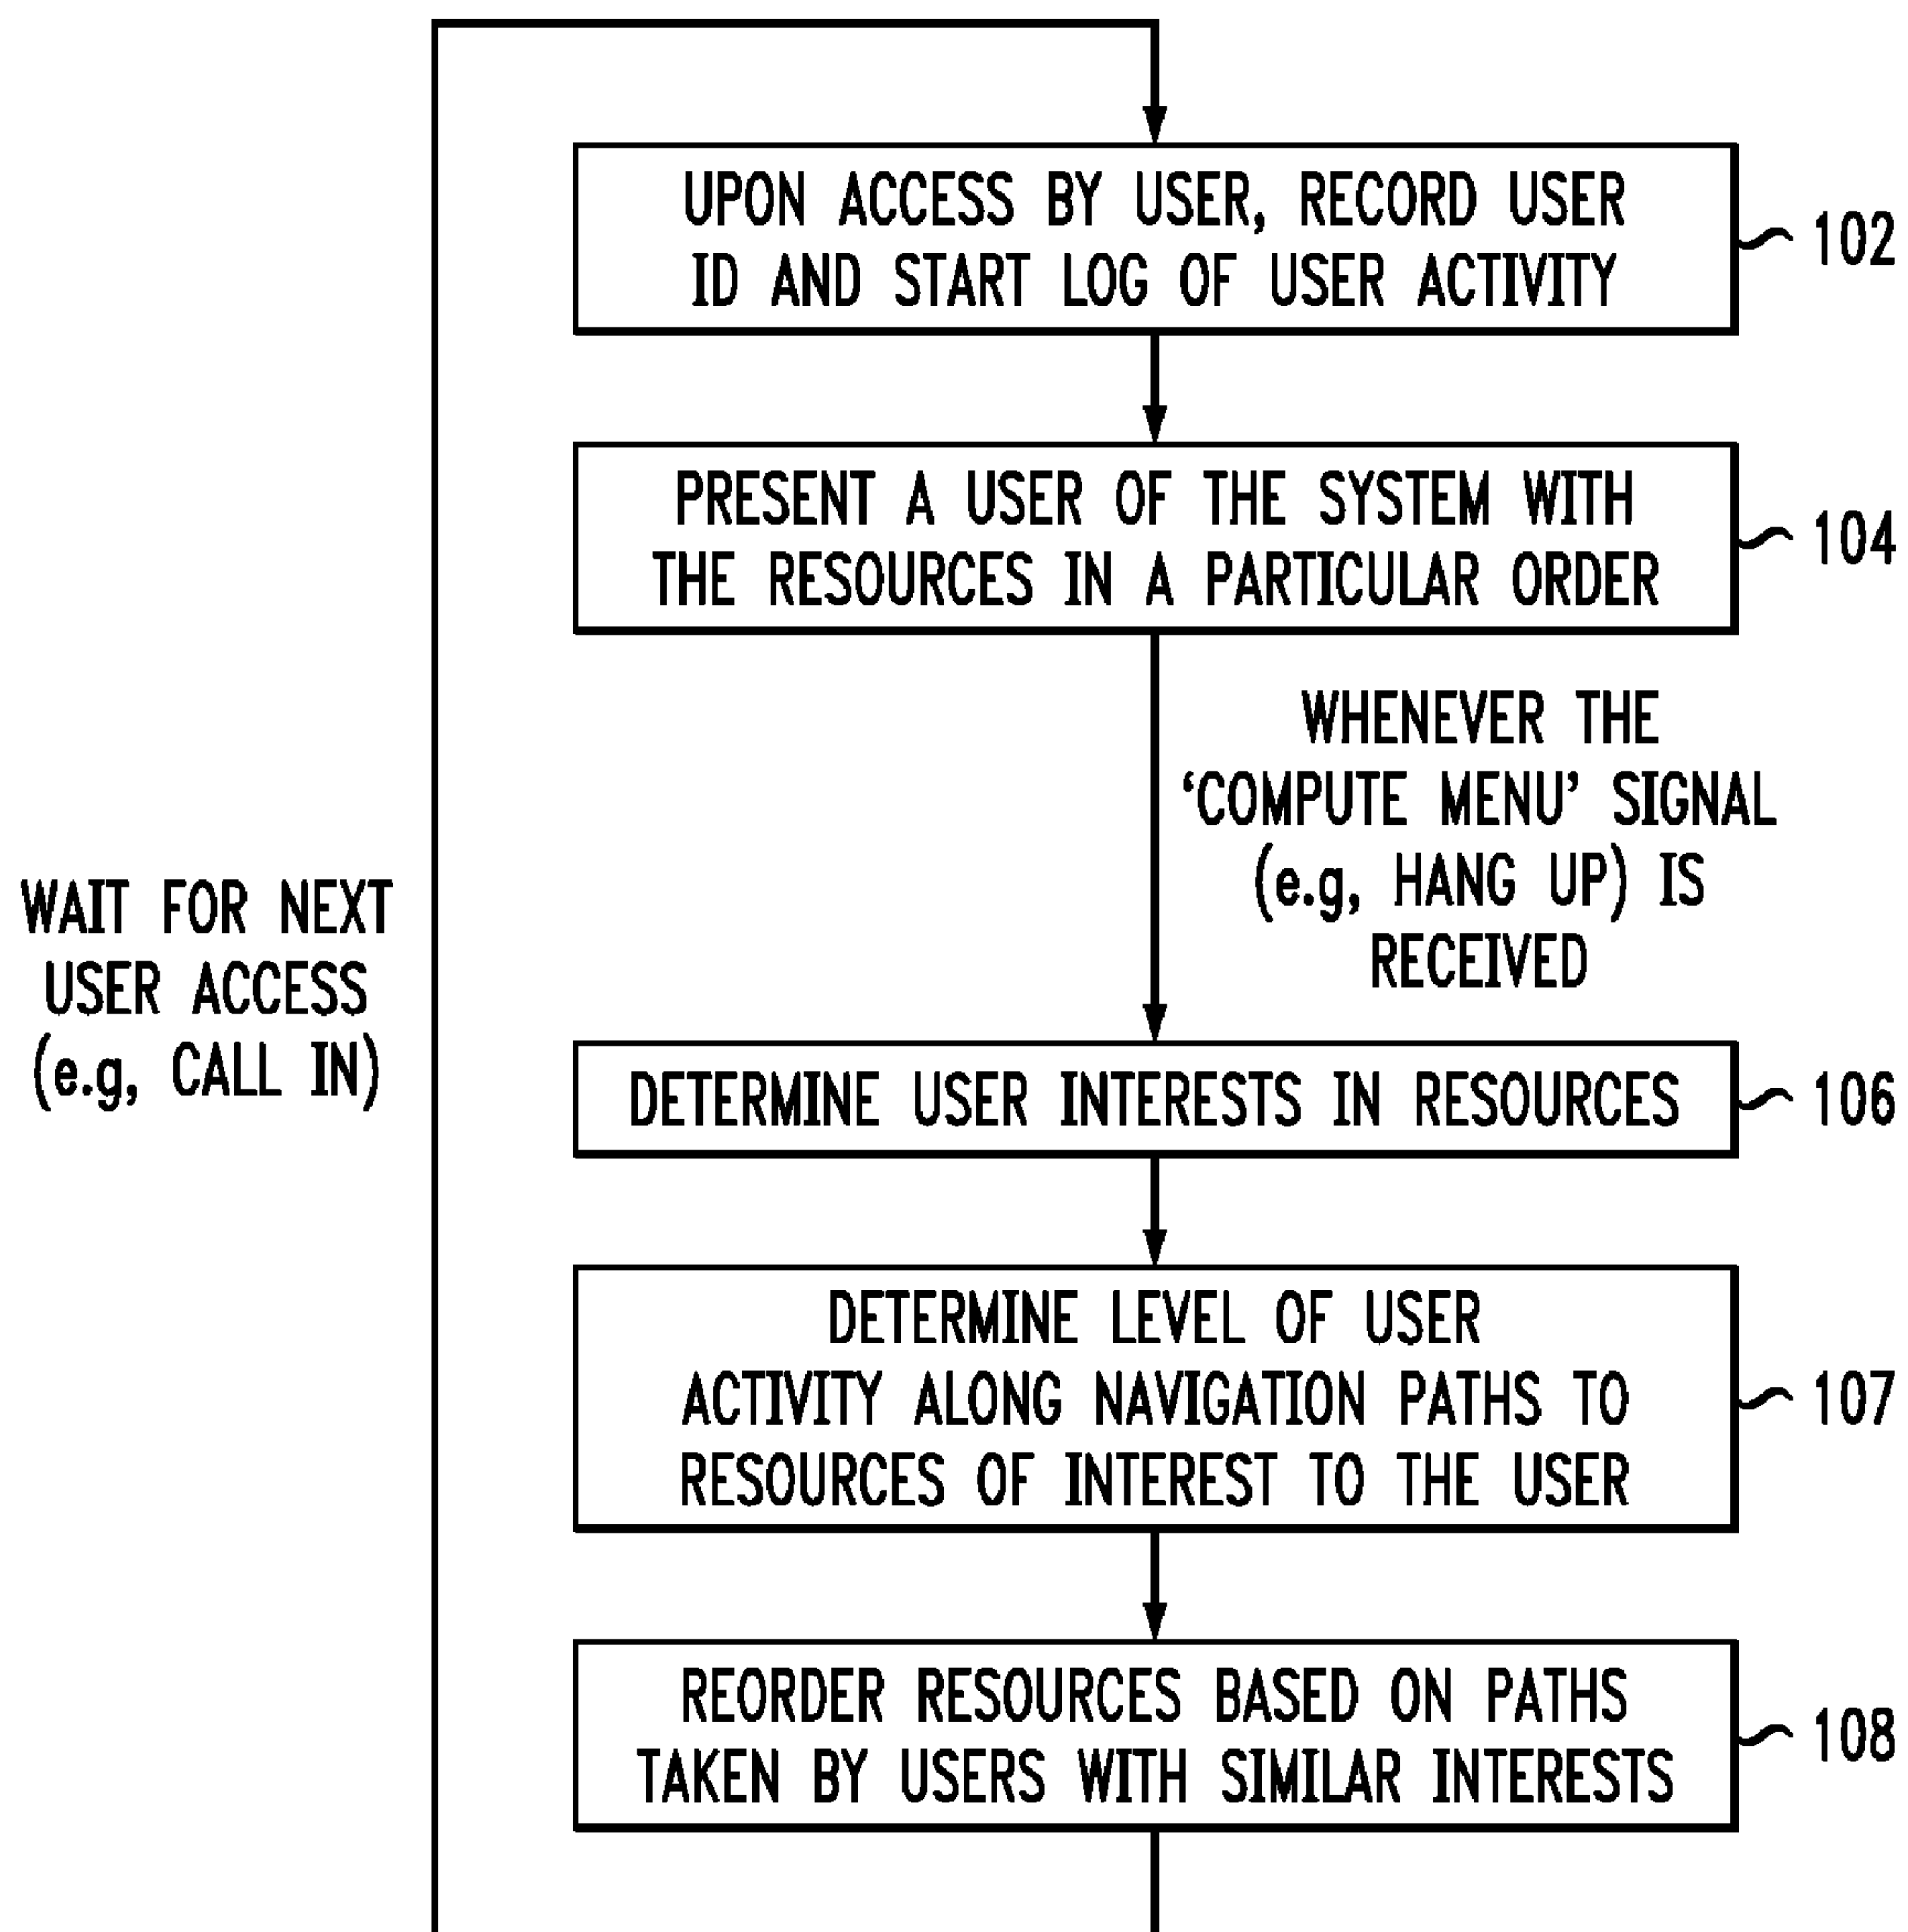 UPON ACCESS BY USER, RECORD USER
ID AND START LOG OF USER ACTIVITY
102
PRESENT A USER OF THE SYSTEM WITH
THE RESOURCES IN A PARTICULAR ORDER
104
WHENEVER THE
‘COMPUTE MENU’ SIGNAL
(e.g, HANG UP) IS
RECEIVED
WAIT FOR NEXT
USER ACCESS
(e.g, CALL IN)
DETERMINE USER INTERESTS IN RESOURCES
106
DETERMINE LEVEL OF USER
ACTIVITY ALONG NAVIGATION PATHS TO
RESOURCES OF INTEREST TO THE USER
107
REORDER RESOURCES BASED ON PATHS
TAKEN BY USERS WITH SIMILAR INTERESTS
108